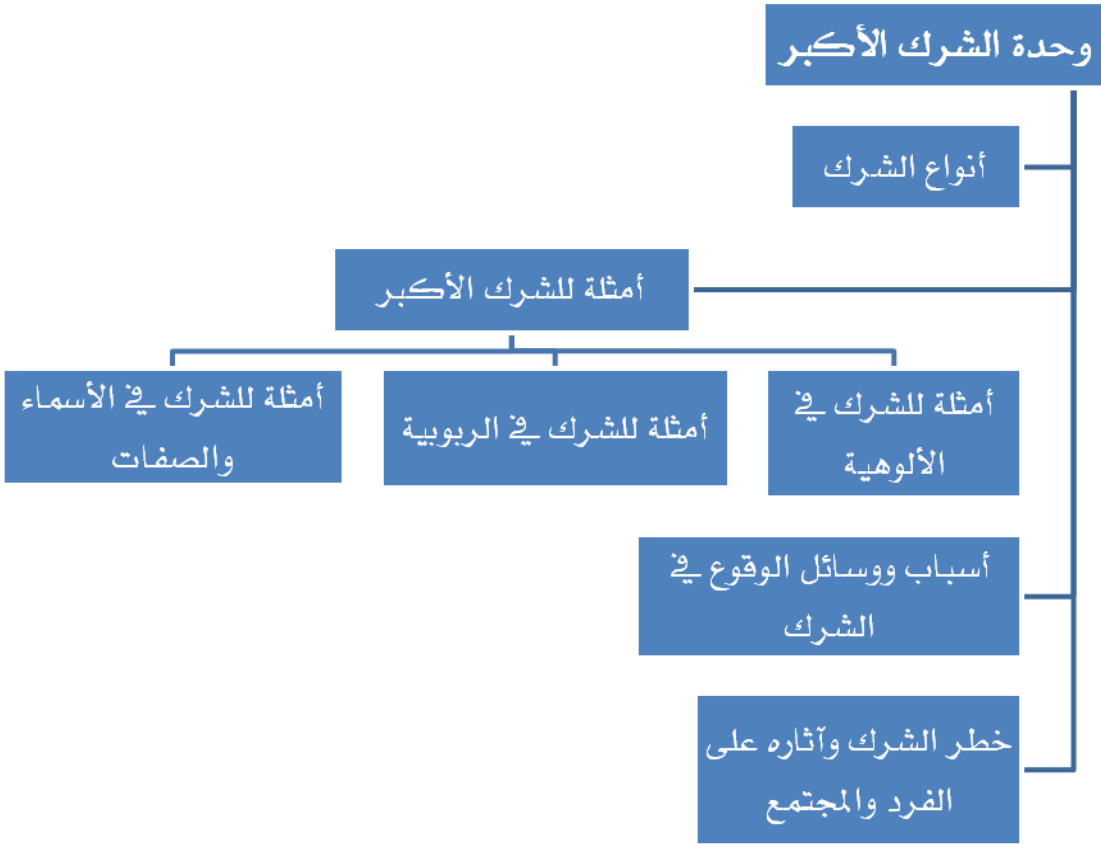 وحدة الشرك الأكبر
أنواع الشرك
أمثلة للشرك الأكبر
أمثلة للشرك في
الألوهية
أمثلة للشرك في الربوبية
أمثلة للشرك في الأسماء
والصفات
أسباب ووسائل الوقوع في
الشرك
خطر الشرك وآثاره على
الفرد والمجتمع